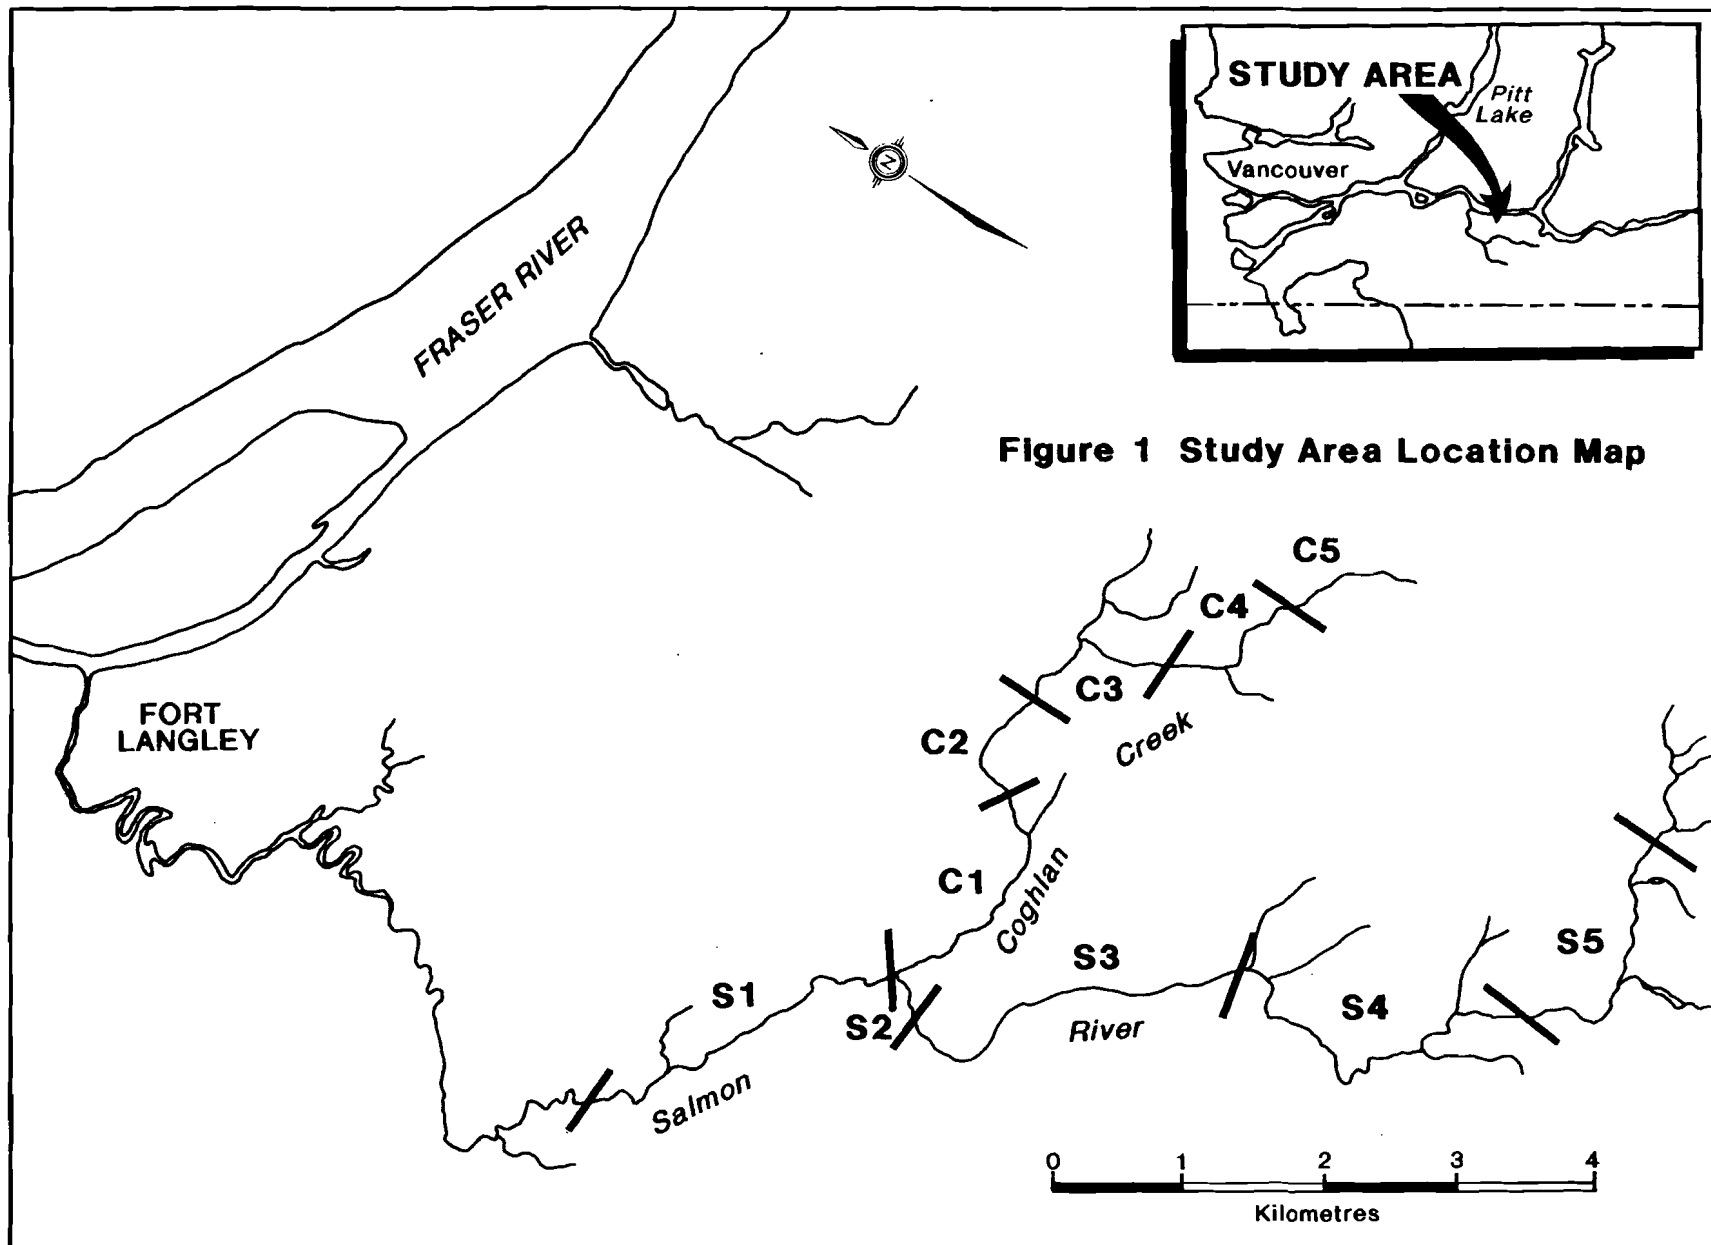 STUDY AREA
Pitt
Lake
Vancouver
N
FRASER RIVER
Figure 1 Study Area Location Map
C5
C4
C3
Creek
C2
FORT
LANGLEY
C1
Coghlan
S5
S3
S1
S4
S2
River
Salmon
0 1 2 3 4
Kilometres